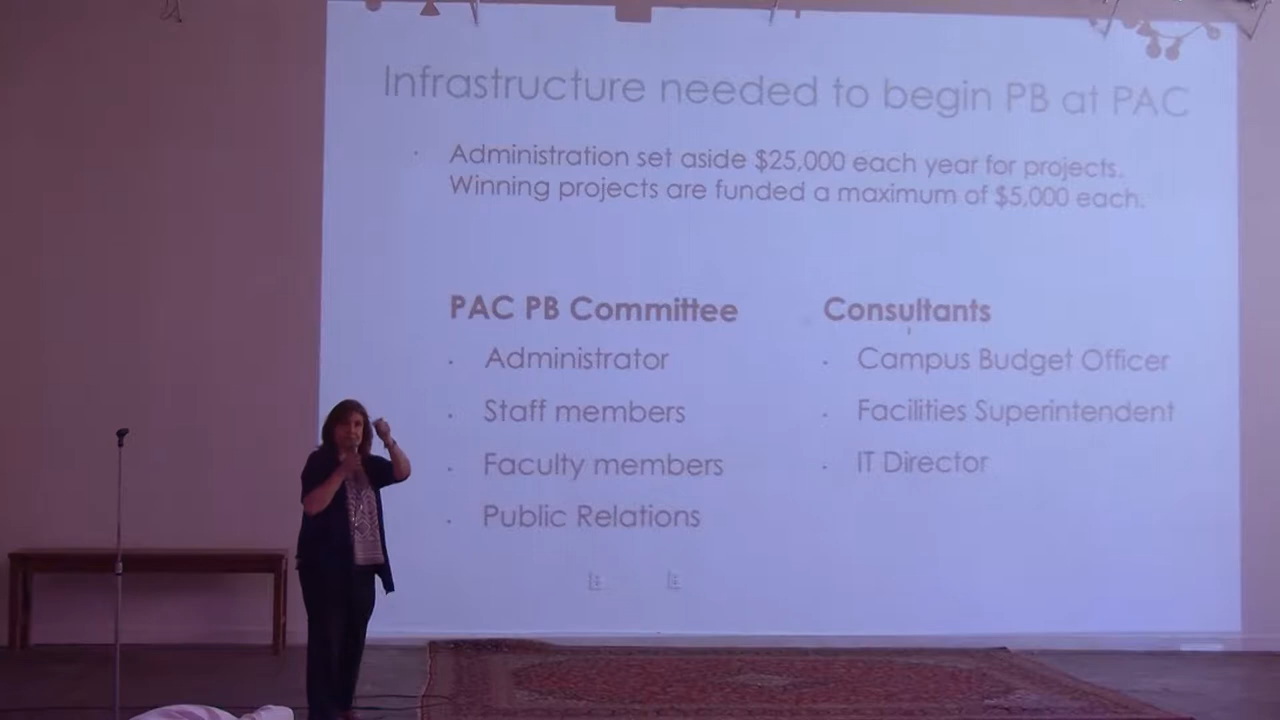 Infrastructure needed to begin PB at PAC
Administration set aside $25,000 each year for projects.
Winning projects are funded a maximum of $5,000 each.
PAC PB Committee
Administrator
Staff members
Faculty members
Public Relations
Consultants
Campus Budget Officer
Facilities Superintendent
IT Director